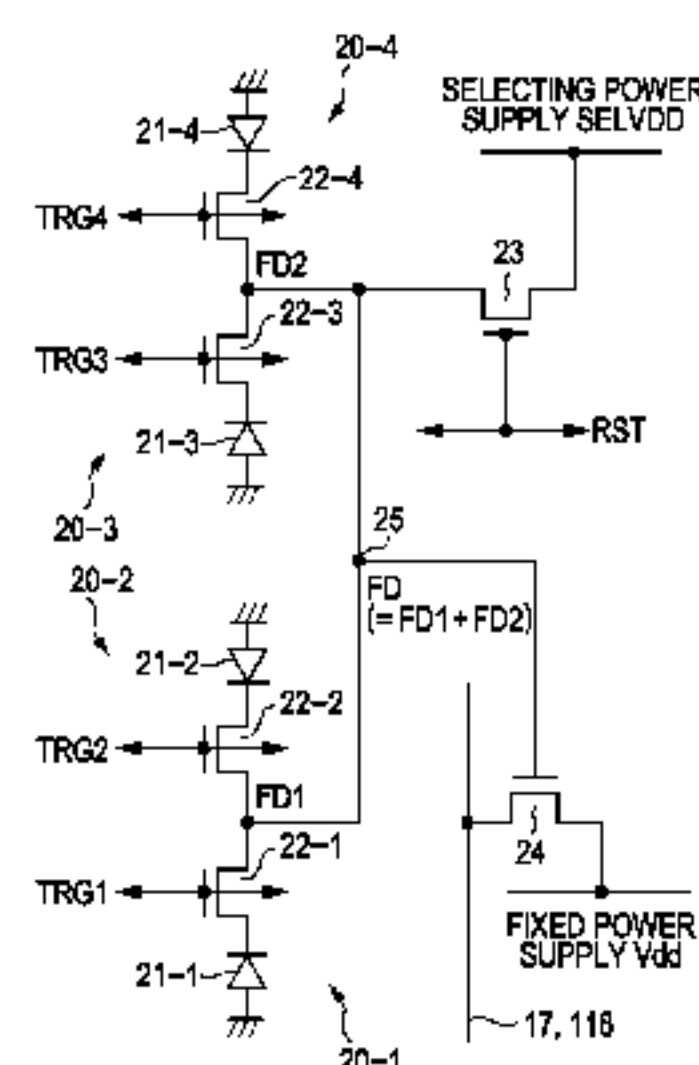 20-4
SELECTING POWER
SUPPLY SELVDD
21-4
22-4
TRG4
FD2
23
22-3
TRG3
RST
21-3
20-3
25
20-2
FD
(= FD1 + FD2)
21-2
22-2
TRG2
FD1
24
22-1
TRG1
FIXED POWER
SUPPLY Vdd
21-1
17, 116
20-1